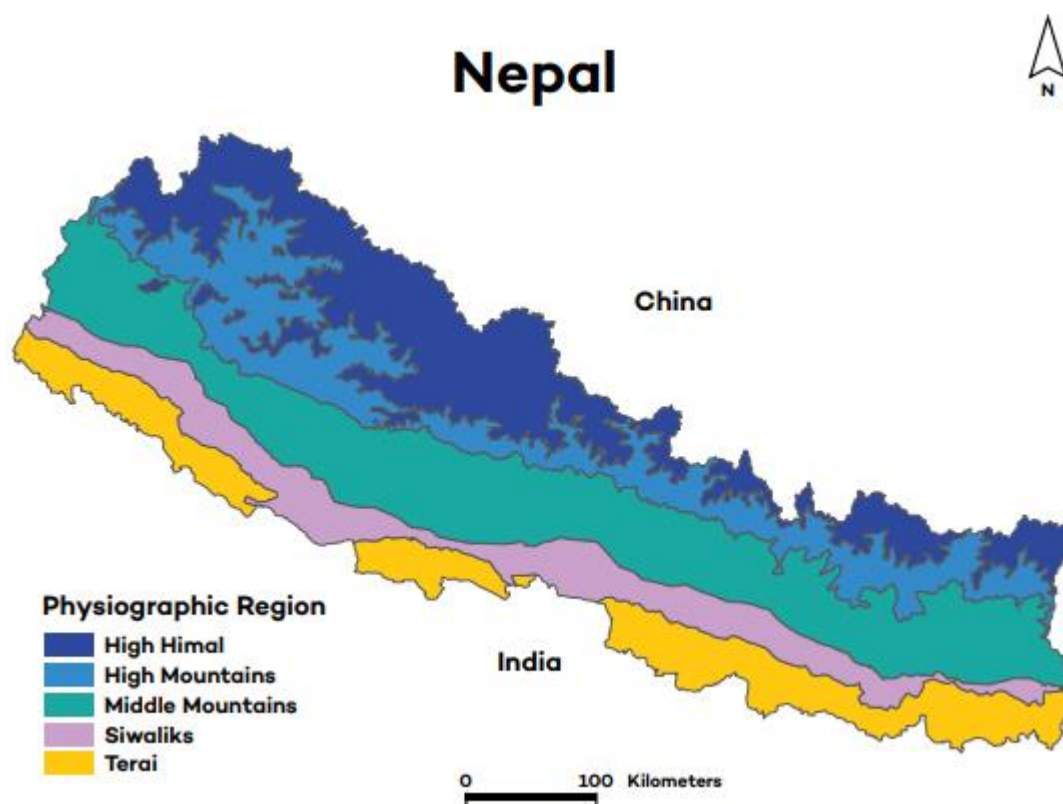 Nepal
N
China
India
Physiographic Region
High Himal
High Mountains
Middle Mountains
Siwaliks
Terai
0 100 Kilometers